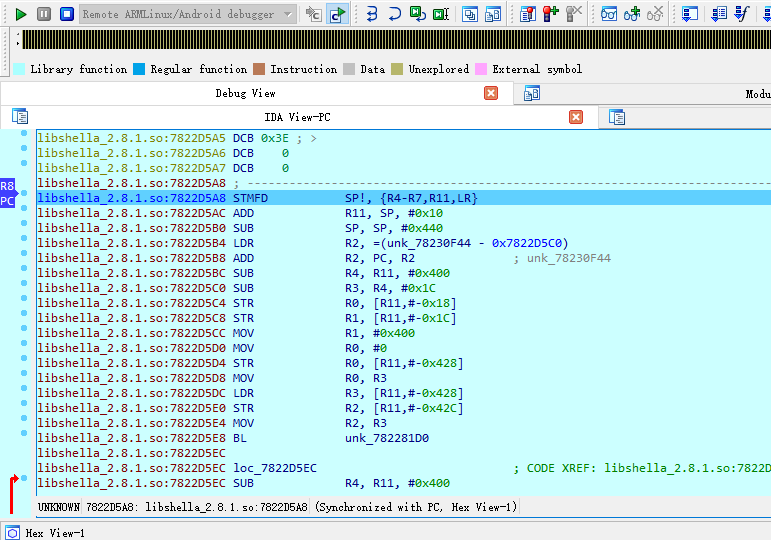 Remote ARMLinux/Android debugger
Library function Regular function Instruction Data Unexplored External symbol
Debug View
Modu
IDA View-PC
libshella_2.8.1.so:7822D5A5 DCB 0x3E ; >
libshella_2.8.1.so:7822D5A6 DCB    0
libshella_2.8.1.so:7822D5A7 DCB    0
libshella_2.8.1.so:7822D5A8 ; ---------------------------------------------------------------------------
R8
libshella_2.8.1.so:7822D5A8 STMFD           SP!, {R4-R7,R11,LR}
PC
libshella_2.8.1.so:7822D5AC ADD             R11, SP, #0x10
libshella_2.8.1.so:7822D5B0 SUB             SP, SP, #0x440
libshella_2.8.1.so:7822D5B4 LDR             R2, =(unk_78230F44 - 0x7822D5C0)
libshella_2.8.1.so:7822D5B8 ADD             R2, PC, R2              ; unk_78230F44
libshella_2.8.1.so:7822D5BC SUB             R4, R11, #0x400
libshella_2.8.1.so:7822D5C0 SUB             R3, R4, #0x1C
libshella_2.8.1.so:7822D5C4 STR             R0, [R11,#-0x18]
libshella_2.8.1.so:7822D5C8 STR             R1, [R11,#-0x1C]
libshella_2.8.1.so:7822D5CC MOV             R1, #0x400
libshella_2.8.1.so:7822D5D0 MOV             R0, #0
libshella_2.8.1.so:7822D5D4 STR             R0, [R11,#-0x428]
libshella_2.8.1.so:7822D5D8 MOV             R0, R3
libshella_2.8.1.so:7822D5DC LDR             R3, [R11,#-0x428]
libshella_2.8.1.so:7822D5E0 STR             R2, [R11,#-0x42C]
libshella_2.8.1.so:7822D5E4 MOV             R2, R3
libshella_2.8.1.so:7822D5E8 BL              unk_782281D0
libshella_2.8.1.so:7822D5EC
libshella_2.8.1.so:7822D5EC loc_7822D5EC                            ; CODE XREF: libshella_2.8.1.so:7822D
libshella_2.8.1.so:7822D5EC SUB             R4, R11, #0x400
UNKNOWN 7822D5A8: libshella_2.8.1.so:7822D5A8 (Synchronized with PC, Hex View-1)
Hex View-1